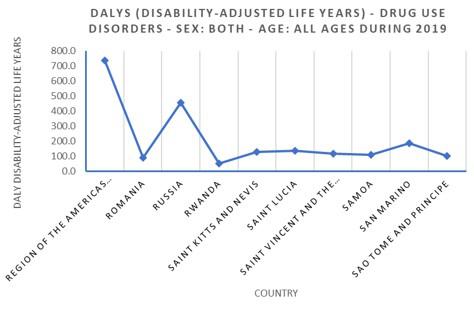 DALYS (DISABILITY-ADJUSTED LIFE YEARS) - DRUG USE
DISORDERS - SEX: BOTH - AGE: ALL AGES DURING 2019
DALY DISABILITY-ADJUSTED LIFE YEARS
800.0
700.0
600.0
500.0
400.0
300.0
200.0
100.0
0.0
REGION OF THE AMERICAS...
ROMANIA
RUSSIA
RWANDA
SAINT KITTS AND NEVIS
SAINT LUCIA
SAINT VINCENT AND THE...
SAMOA
SAN MARINO
SAO TOME AND PRINCIPE
COUNTRY